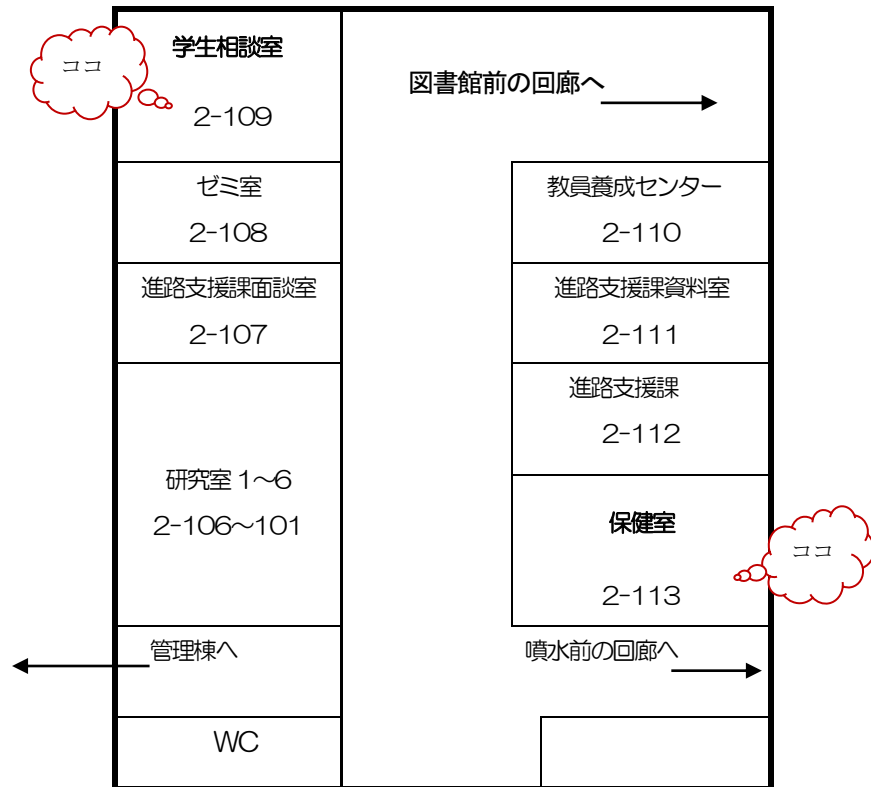 ココ
学生相談室
2-109
図書館前の回廊へ
ゼミ室
2-108
教員養成センター
2-110
進路支援課面談室
2-107
進路支援課資料室
2-111
進路支援課
2-112
研究室1～6
2-106～101
保健室
2-113
ココ
管理棟へ
噴水前の回廊へ
WC